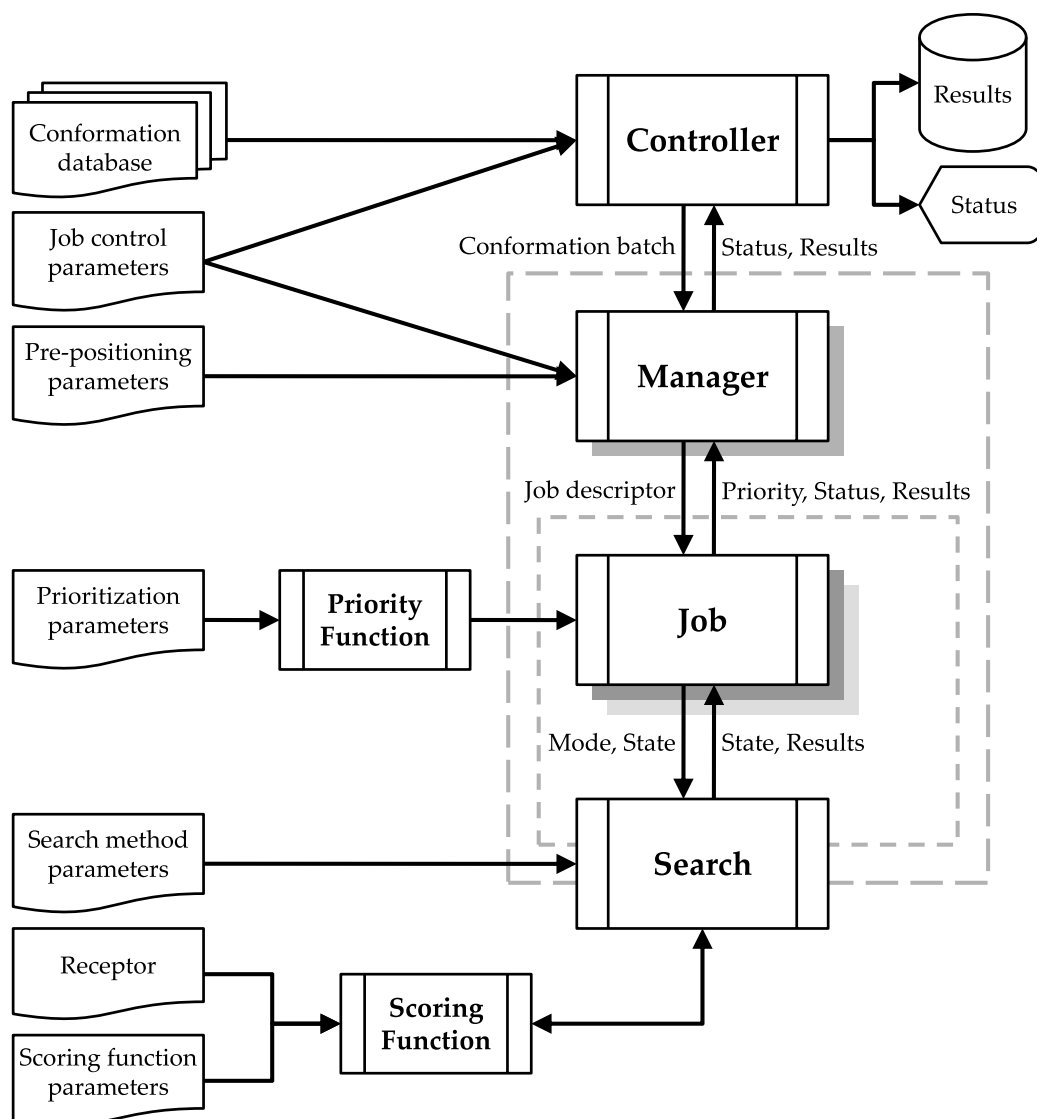 Conformation
database
Controller
Results
Status
Job control
parameters
Conformation batch
Status, Results
Pre-positioning
parameters
Manager
Job descriptor
Priority, Status, Results
Prioritization
parameters
Priority
Function
Job
Mode, State
State, Results
Search method
parameters
Search
Receptor
Scoring
Function
Scoring function
parameters